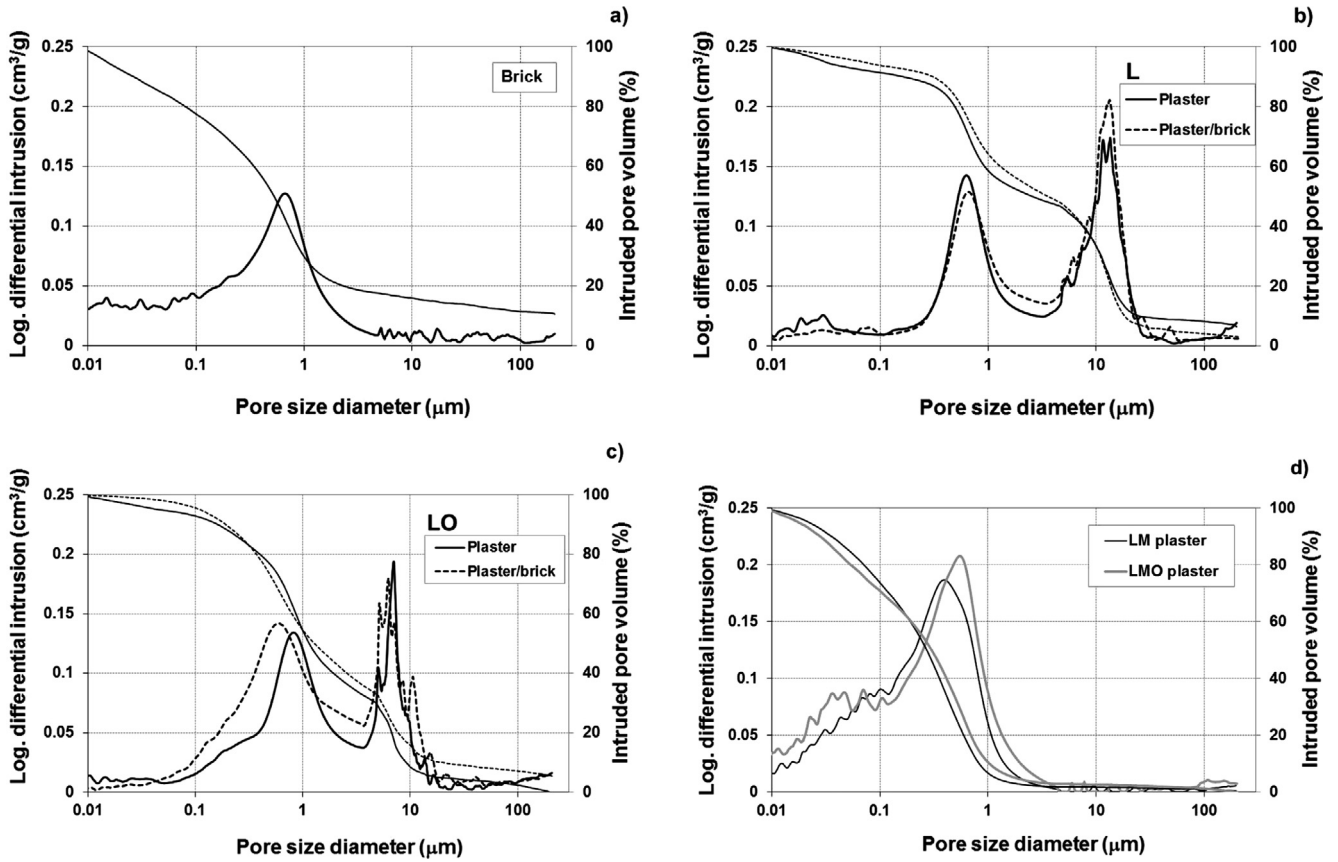 a)
Log. differential intrusion (cm³/g)
0.25
0.2
0.15
0.1
0.05
0
Brick
100
80
60
40
20
0
Intruded pore volume (%)
0.01 0.1 1 10 100
Pore size diameter (μm)
b)
Log. differential intrusion (cm³/g)
0.25
0.2
0.15
0.1
0.05
0
L
Plaster
Plaster/brick
100
80
60
40
20
0
Intruded pore volume (%)
0.01 0.1 1 10 100
Pore size diameter (μm)
c)
Log. differential intrusion (cm³/g)
0.25
0.2
0.15
0.1
0.05
0
LO
Plaster
Plaster/brick
100
80
60
40
20
0
Intruded pore volume (%)
0.01 0.1 1 10 100
Pore size diameter (μm)
d)
Log. differential intrusion (cm³/g)
0.25
0.2
0.15
0.1
0.05
0
LM plaster
LMO plaster
100
80
60
40
20
0
Intruded pore volume (%)
0.01 0.1 1 10 100
Pore size diameter (μm)